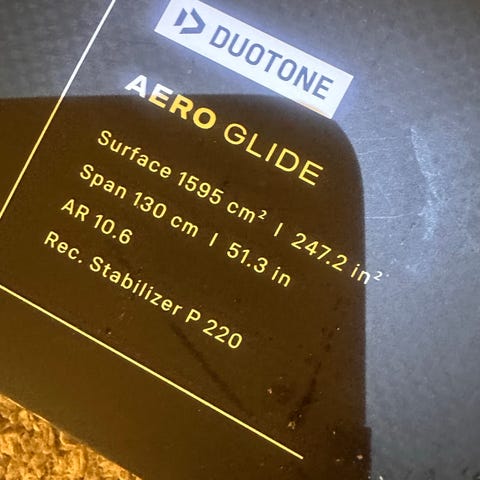 DUOTONE
AERO GLIDE
Surface 1595 cm² | 247.2 in²
Span 130 cm | 51.3 in
AR 10.6
Rec. Stabilizer P 220